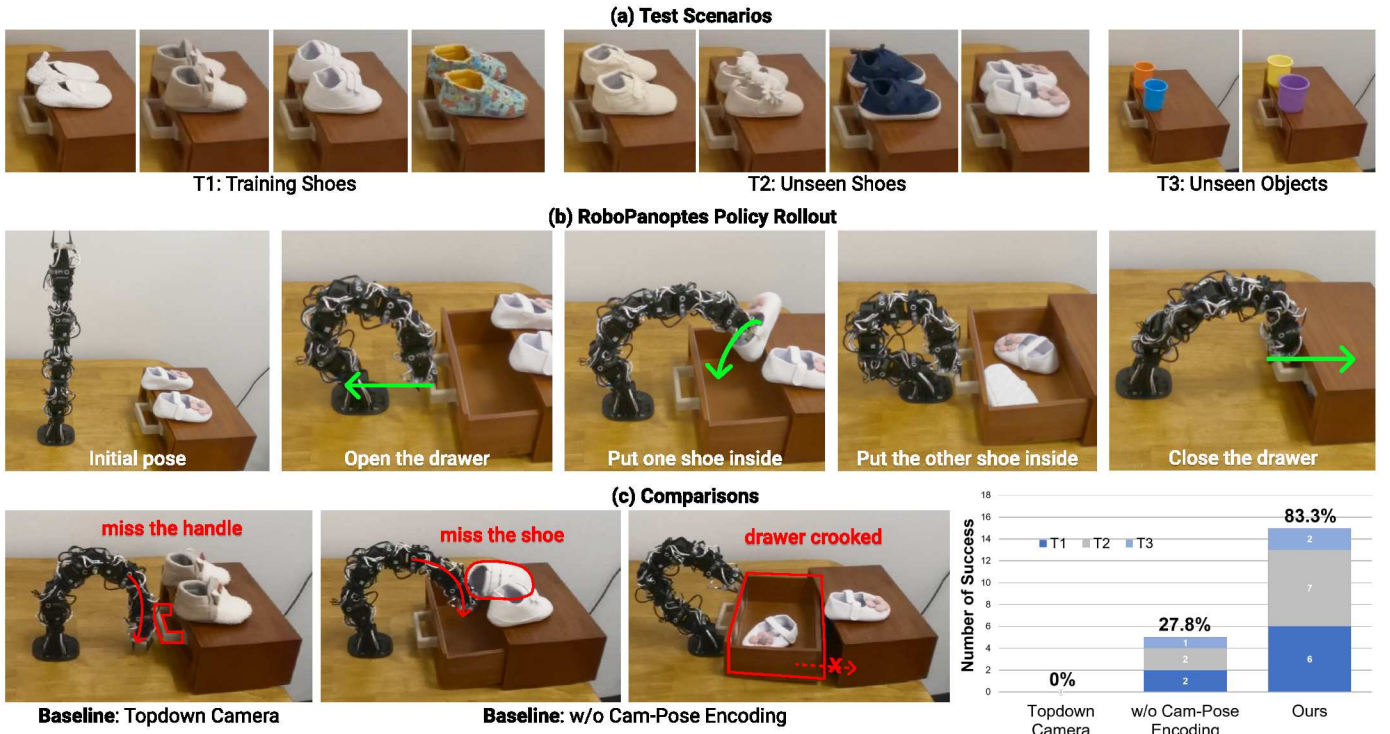 (a) Test Scenarios
T1: Training Shoes
T2: Unseen Shoes
T3: Unseen Objects
(b) RoboPanoptes Policy Rollout
Initial pose
Open the drawer
Put one shoe inside
Put the other shoe inside
Close the drawer
(c) Comparisons
miss the handle
miss the shoe
drawer crooked
Baseline: Topdown Camera
Baseline: w/o Cam-Pose Encoding
Number of Success
18
16
14
12
10
8
6
4
2
0
T1 T2 T3
0%
27.8%
1
2
2
83.3%
2
7
6
Topdown
Camera
w/o Cam-Pose
Encoding
Ours